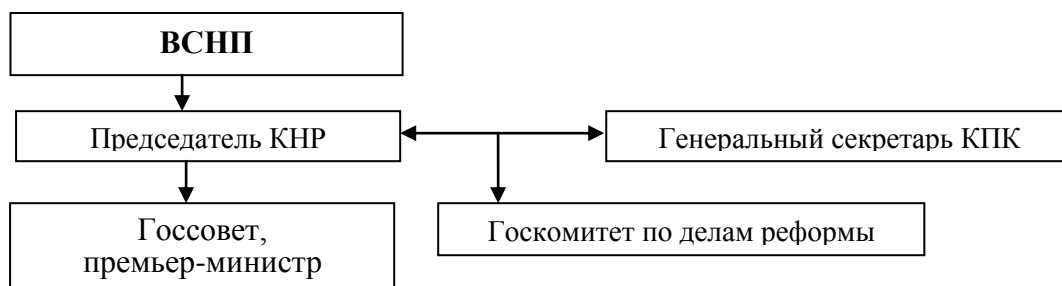 ВСНП
Председатель КНР
Генеральный секретарь КПК
Госсовет,
премьер-министр
Госкомитет по делам реформы